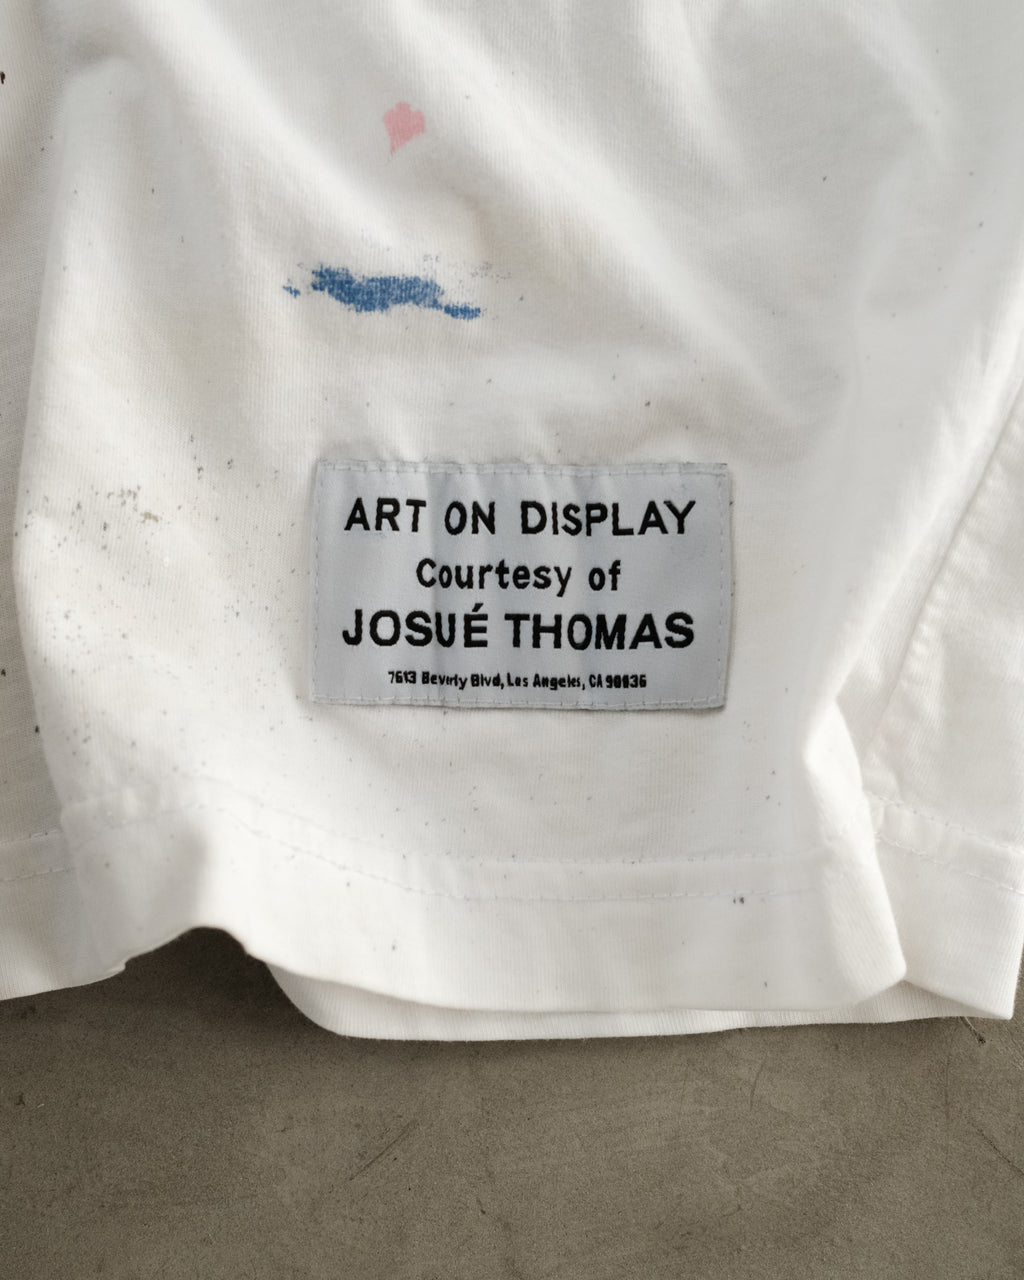 ART ON DISPLAY
Courtesy of
JOSUÉ THOMAS
7613 Beverly Blvd, Los Angeles, CA 90036